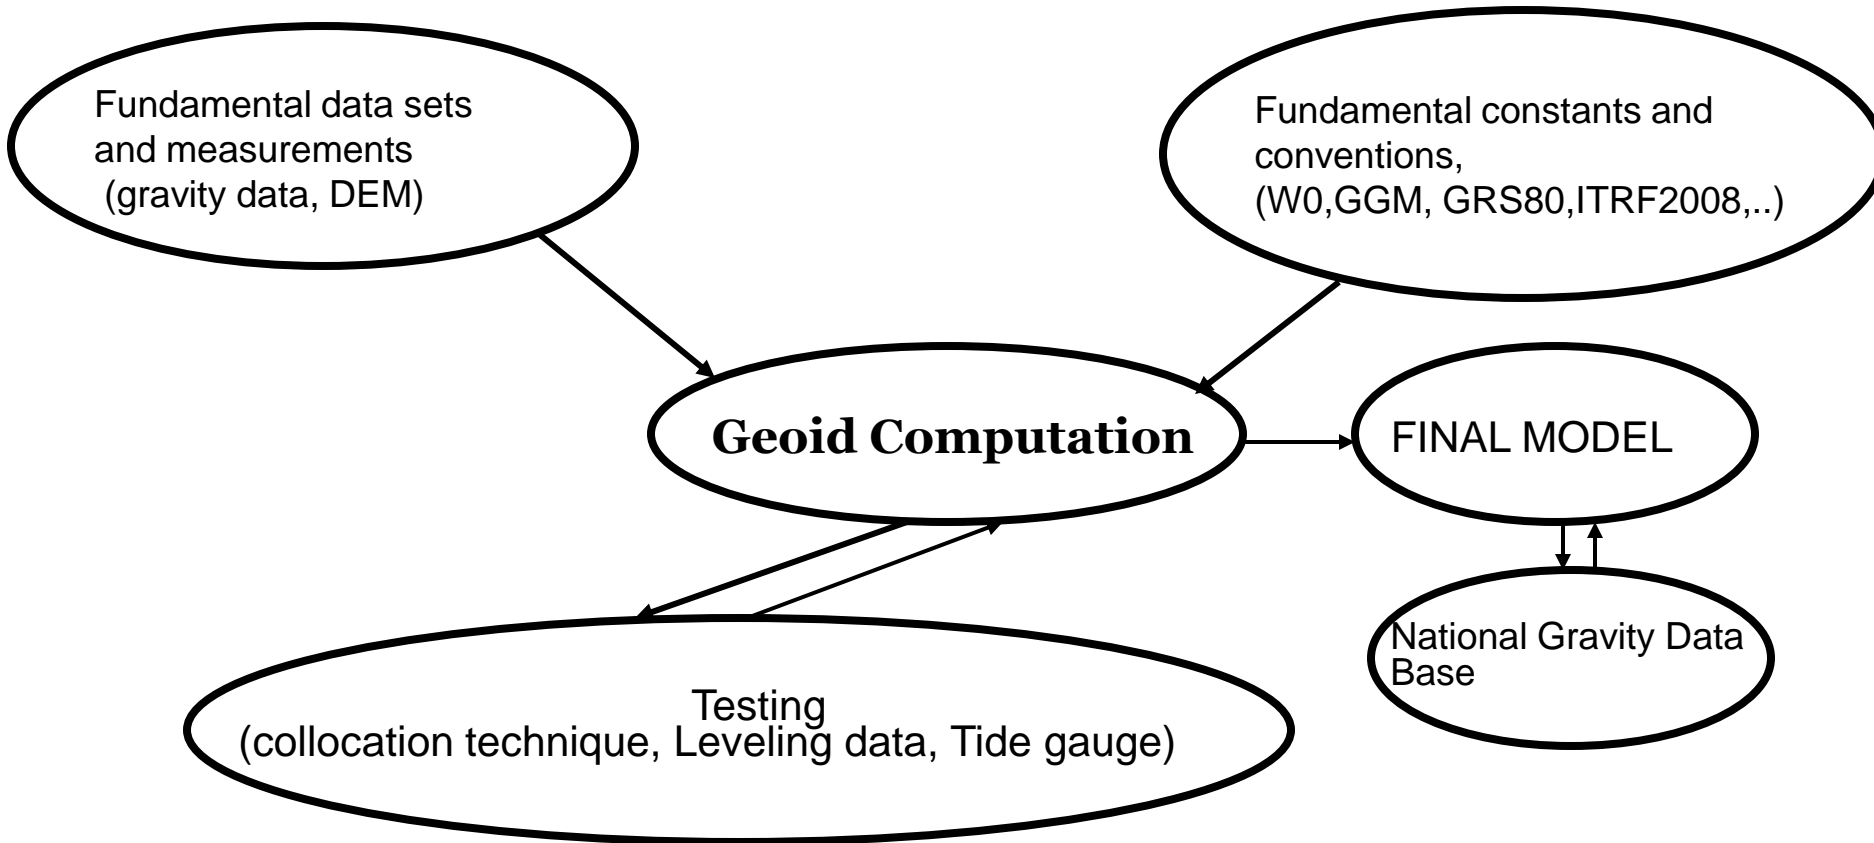 Fundamental data sets
and measurements
(gravity data, DEM)
Fundamental constants and
conventions,
(W0,GGM, GRS80,ITRF2008,..)
Geoid Computation
FINAL MODEL
National Gravity Data
Base
Testing
(collocation technique, Leveling data, Tide gauge)